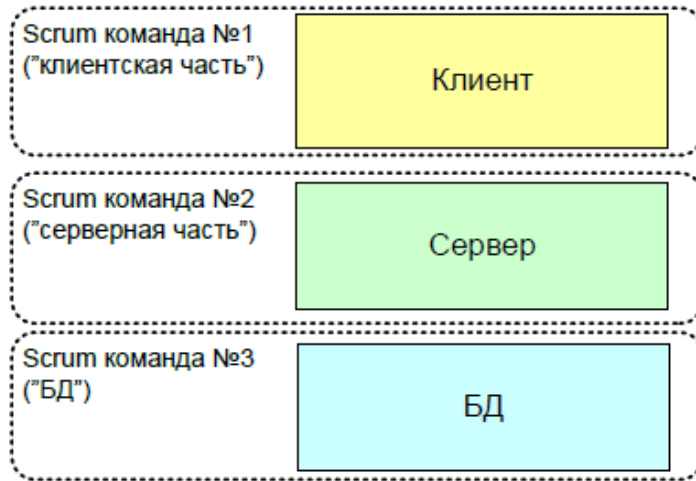 Scrum команда №1
("клиентская часть")
Клиент
Scrum команда №2
("серверная часть")
Сервер
Scrum команда №3
("БД")
БД